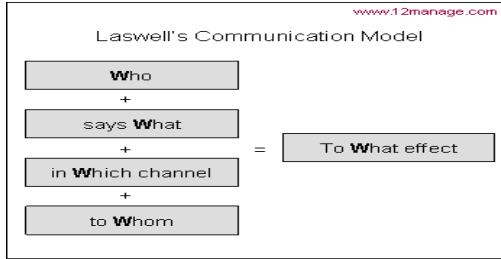 www.12manage.com
Laswell's Communication Model
Who
+
says What
+
in Which channel
+
to Whom
=
To What effect